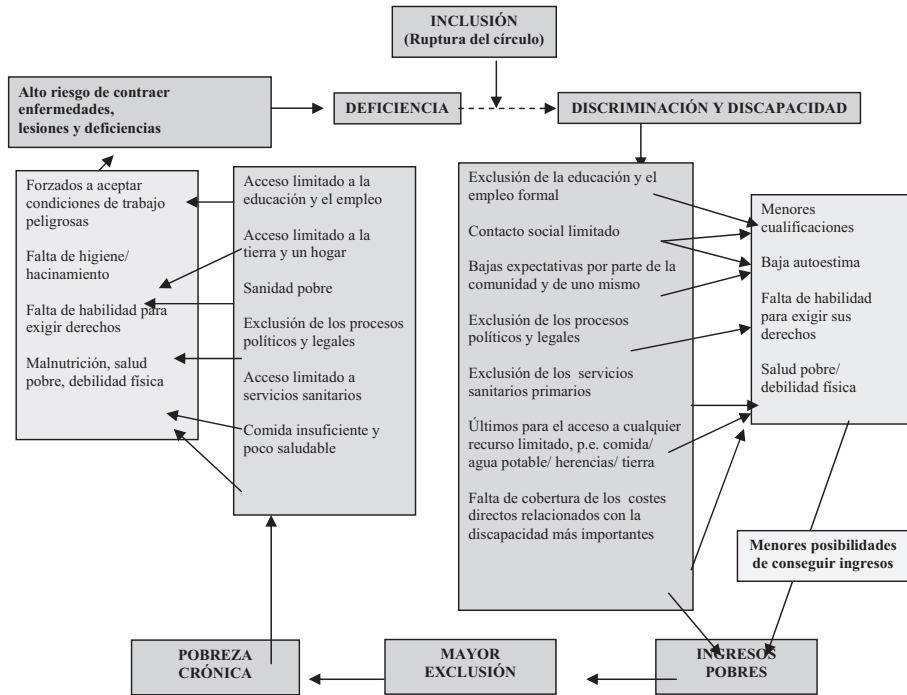 INCLUSIÓN
(Ruptura del círculo)
Alto riesgo de contraer
enfermedades,
lesiones y deficiencias
DEFICIENCIA
DISCRIMINACIÓN Y DISCAPACIDAD
Forzados a aceptar
condiciones de trabajo
peligrosas
Falta de higiene/
hacinamiento
Falta de habilidad para
exigir derechos
Malnutrición, salud
pobre, debilidad física
Acceso limitado a la
educación y el empleo
Acceso limitado a la
tierra y un hogar
Sanidad pobre
Exclusión de los procesos
políticos y legales
Acceso limitado a
servicios sanitarios
Comida insuficiente y
poco saludable
Exclusión de la educación y el
empleo formal
Contacto social limitado
Bajas expectativas por parte de la
comunidad y de uno mismo
Exclusión de los procesos
políticos y legales
Exclusión de los servicios
sanitarios primarios
Últimos para el acceso a cualquier
recurso limitado, p.e. comida/
agua potable/ herencias/ tierra
Falta de cobertura de los costes
directos relacionados con la
discapacidad más importantes
Menores
cualificaciones
Baja autoestima
Falta de habilidad
para exigir sus
derechos
Salud pobre/
debilidad física
Menores posibilidades
de conseguir ingresos
POBREZA
CRÓNICA
MAYOR
EXCLUSIÓN
INGRESOS
POBRES